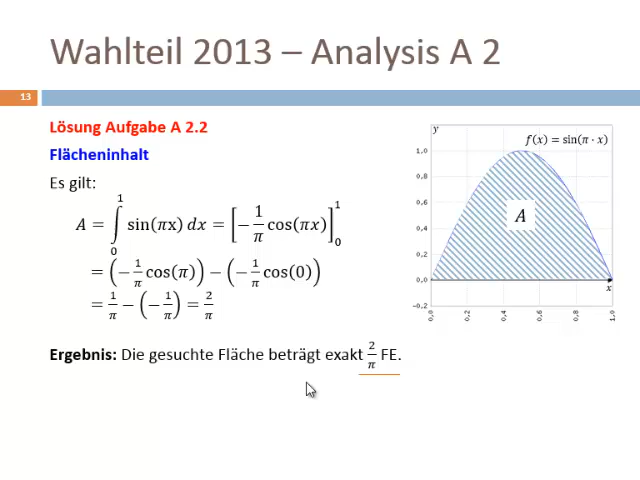 Wahlteil 2013 – Analysis A 2
13
Lösung Aufgabe A 2.2
Flächeninhalt
Es gilt:
A = ∫₀¹ sin(πx) dx = [−1/π cos(πx)]₀¹
= (−1/π cos(π)) − (−1/π cos(0))
= 1/π − (−1/π) = 2/π
Ergebnis: Die gesuchte Fläche beträgt exakt 2/π FE.
y
f(x) = sin(π · x)
1,0
0,8
0,6
0,4
0,2
0,0
−0,2
A
x
0,0 0,2 0,4 0,6 0,8 1,0